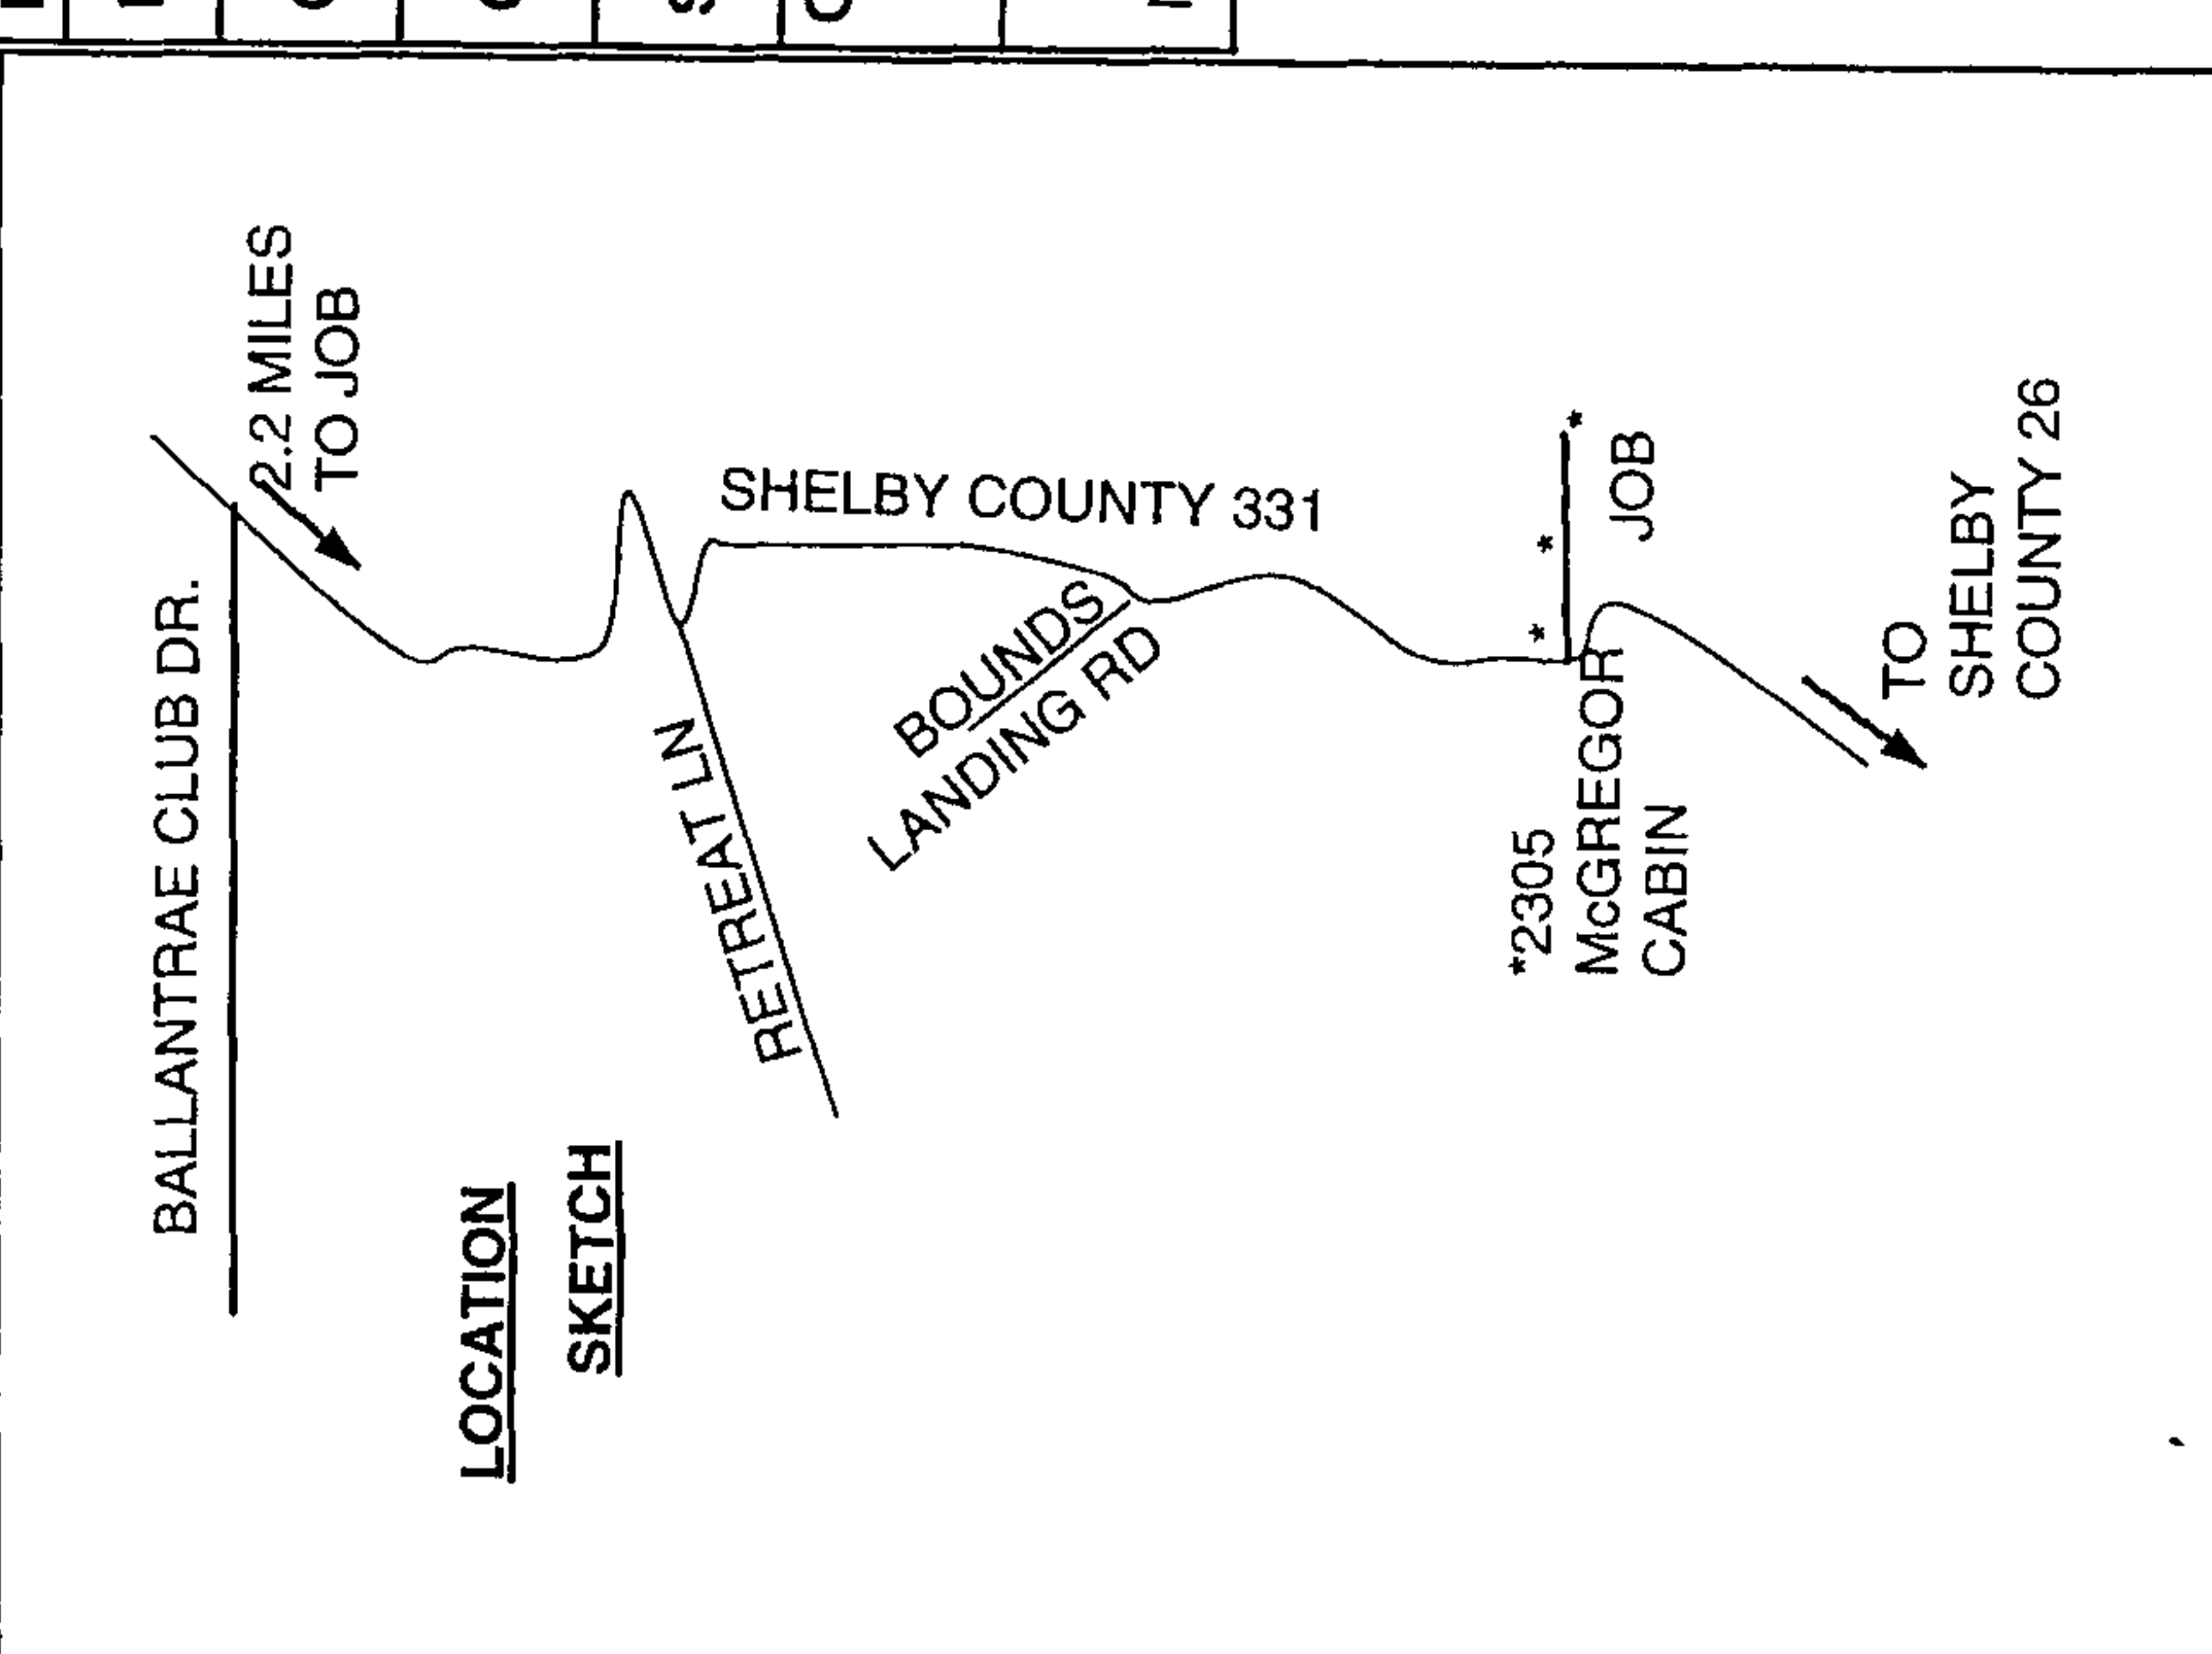 BALLANTRAE CLUB DR.
2.2 MILES
TO JOB
LOCATION
SKETCH
RETREAT LN
SHELBY COUNTY 331
BOUNDS
LANDING RD
*2305
McGREGOR
CABIN
* * *
JOB
TO
SHELBY
COUNTY 26